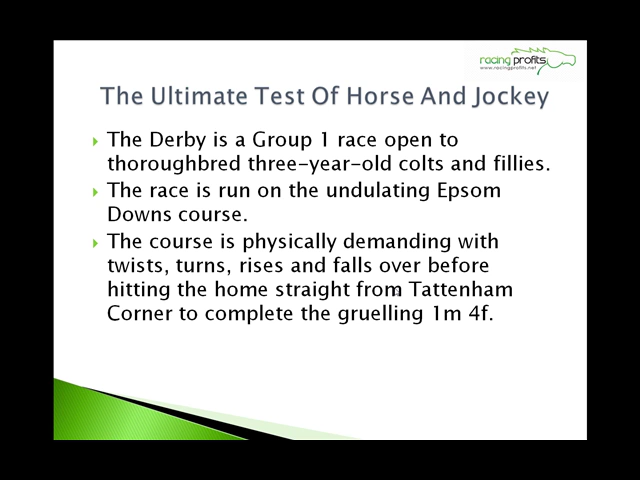 racing profits
www.racingprofits.net
The Ultimate Test Of Horse And Jockey
The Derby is a Group 1 race open to
thoroughbred three-year-old colts and fillies.
The race is run on the undulating Epsom
Downs course.
The course is physically demanding with
twists, turns, rises and falls over before
hitting the home straight from Tattenham
Corner to complete the gruelling 1m 4f.